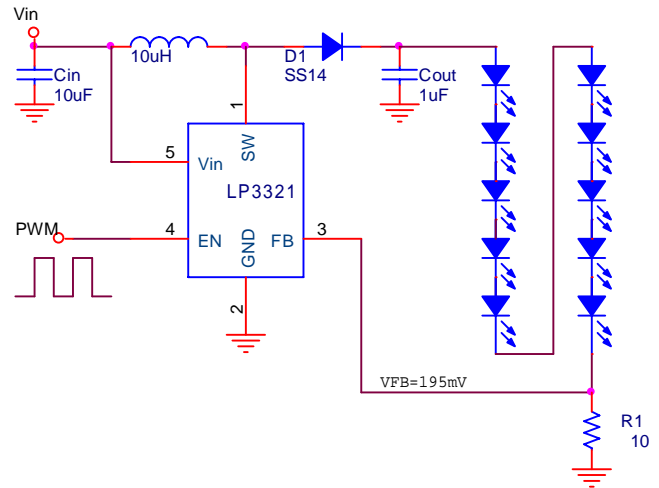 Vin
10uH
D1
SS14
Cin
10uF
Cout
1uF
1
SW
5
Vin
LP3321
PWM
4
EN
GND
FB
3
2
VFB=195mV
R1
10